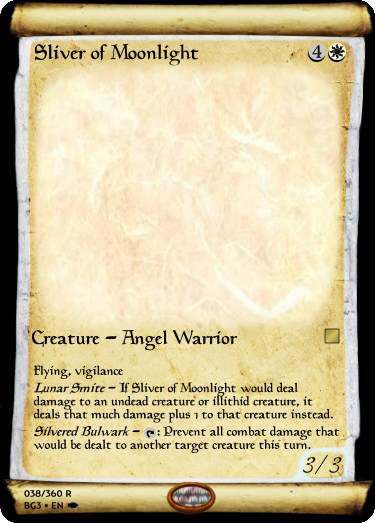 Sliver of Moonlight 4
Creature – Angel Warrior
Flying, vigilance
Lunar Smite – If Sliver of Moonlight would deal
damage to an undead creature or illithid creature, it
deals that much damage plus 1 to that creature instead.
Silvered Bulwark – : Prevent all combat damage that
would be dealt to another target creature this turn.
3/3
038/360 R
BG3 • EN